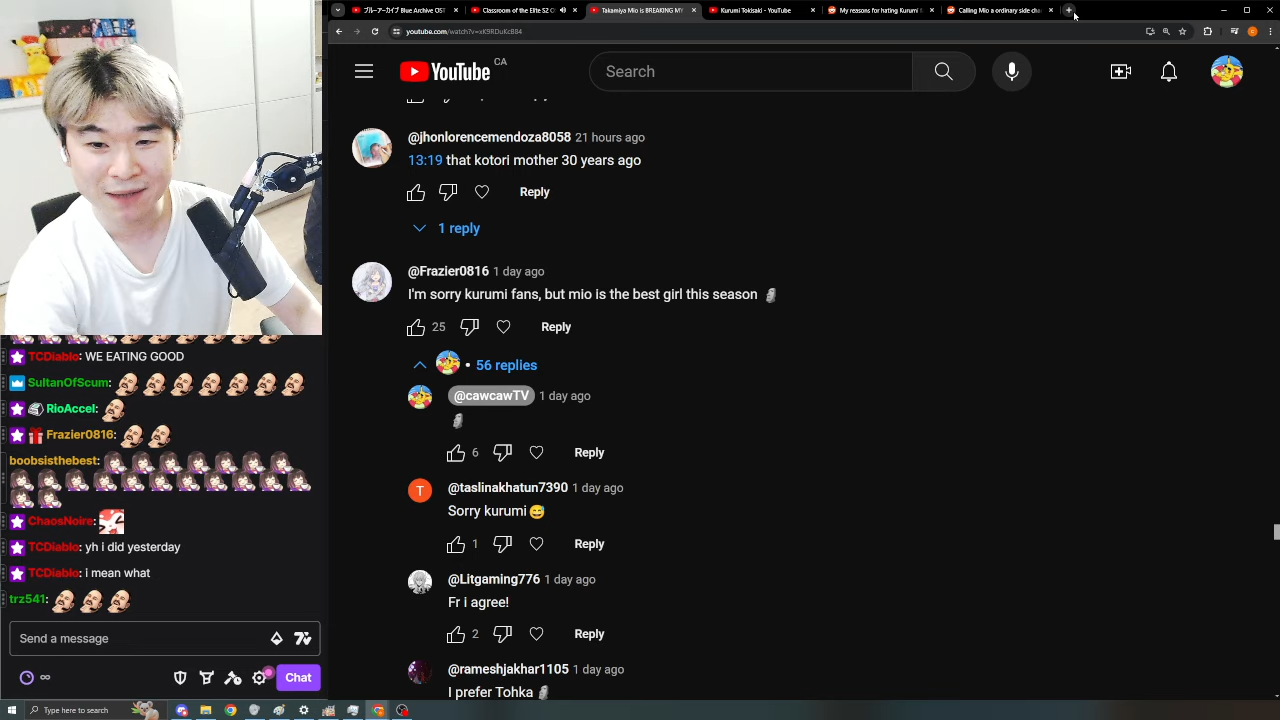 ブルーアーカイブ Blue Archive OST
Classroom of the Elite S2 C
Takamiya Mio is BREAKING MY
Kurumi Tokisaki - YouTube
My reasons for hating Kurumi t
Calling Mio a ordinary side cha
youtube.com/watch?v=xK9RDuKcB84
YouTube CA
Search
@jhonlorencemendoza8058 21 hours ago
13:19 that kotori mother 30 years ago
Reply
1 reply
@Frazier0816 1 day ago
I'm sorry kurumi fans, but mio is the best girl this season 🗿
25 Reply
• 56 replies
@cawcawTV 1 day ago
🗿
6 Reply
T
@taslinakhatun7390 1 day ago
Sorry kurumi😅
1 Reply
@Litgaming776 1 day ago
Fr i agree!
2 Reply
@rameshjakhar1105 1 day ago
I prefer Tohka 🗿
TCDiablo: WE EATING GOOD
SultanOfScum:
RioAccel:
Frazier0816:
boobsisthebest:
ChaosNoire:
TCDiablo: yh i did yesterday
TCDiablo: i mean what
trz541:
Send a message
Chat
Type here to search